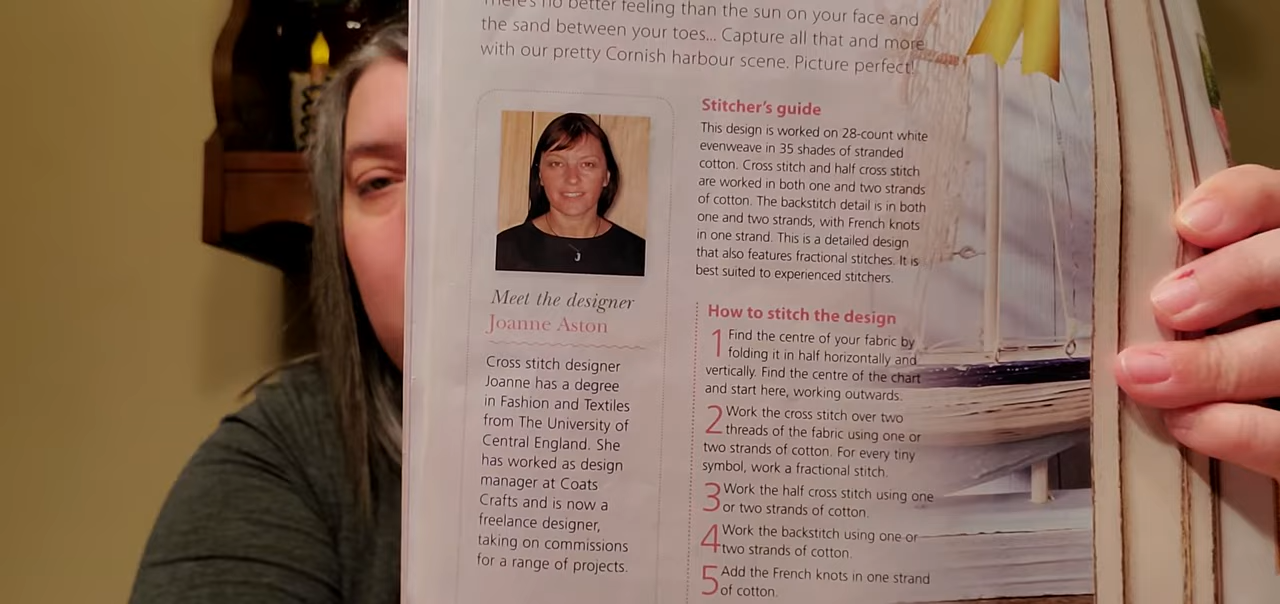 There's no better feeling than the sun on your face and
the sand between your toes... Capture all that and more
with our pretty Cornish harbour scene. Picture perfect!
J
Meet the designer
Joanne Aston
Cross stitch designer
Joanne has a degree
in Fashion and Textiles
from The University of
Central England. She
has worked as design
manager at Coats
Crafts and is now a
freelance designer,
taking on commissions
for a range of projects.
Stitcher's guide
This design is worked on 28-count white
evenweave in 35 shades of stranded
cotton. Cross stitch and half cross stitch
are worked in both one and two strands
of cotton. The backstitch detail is in both
one and two strands, with French knots
in one strand. This is a detailed design
that also features fractional stitches. It is
best suited to experienced stitchers.
How to stitch the design
1 Find the centre of your fabric by
folding it in half horizontally and
vertically. Find the centre of the chart
and start here, working outwards.
2 Work the cross stitch over two
threads of the fabric using one or
two strands of cotton. For every tiny
symbol, work a fractional stitch.
3 Work the half cross stitch using one
or two strands of cotton.
4 Work the backstitch using one or
two strands of cotton.
5 Add the French knots in one strand
of cotton.